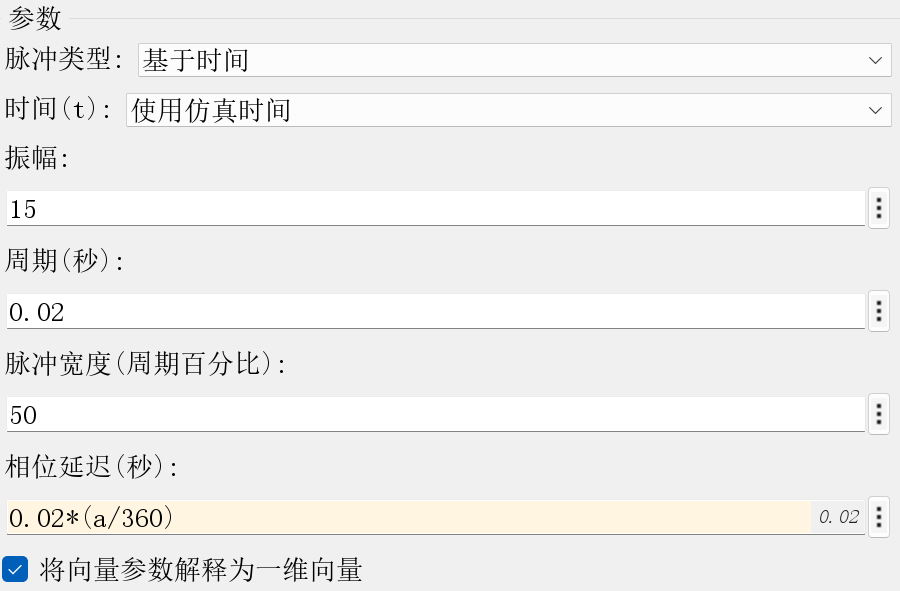 参数
脉冲类型: 基于时间
时间(t): 使用仿真时间
振幅:
15
周期(秒):
0.02
脉冲宽度(周期百分比):
50
相位延迟(秒):
0.02*(a/360) 0.02
将向量参数解释为一维向量